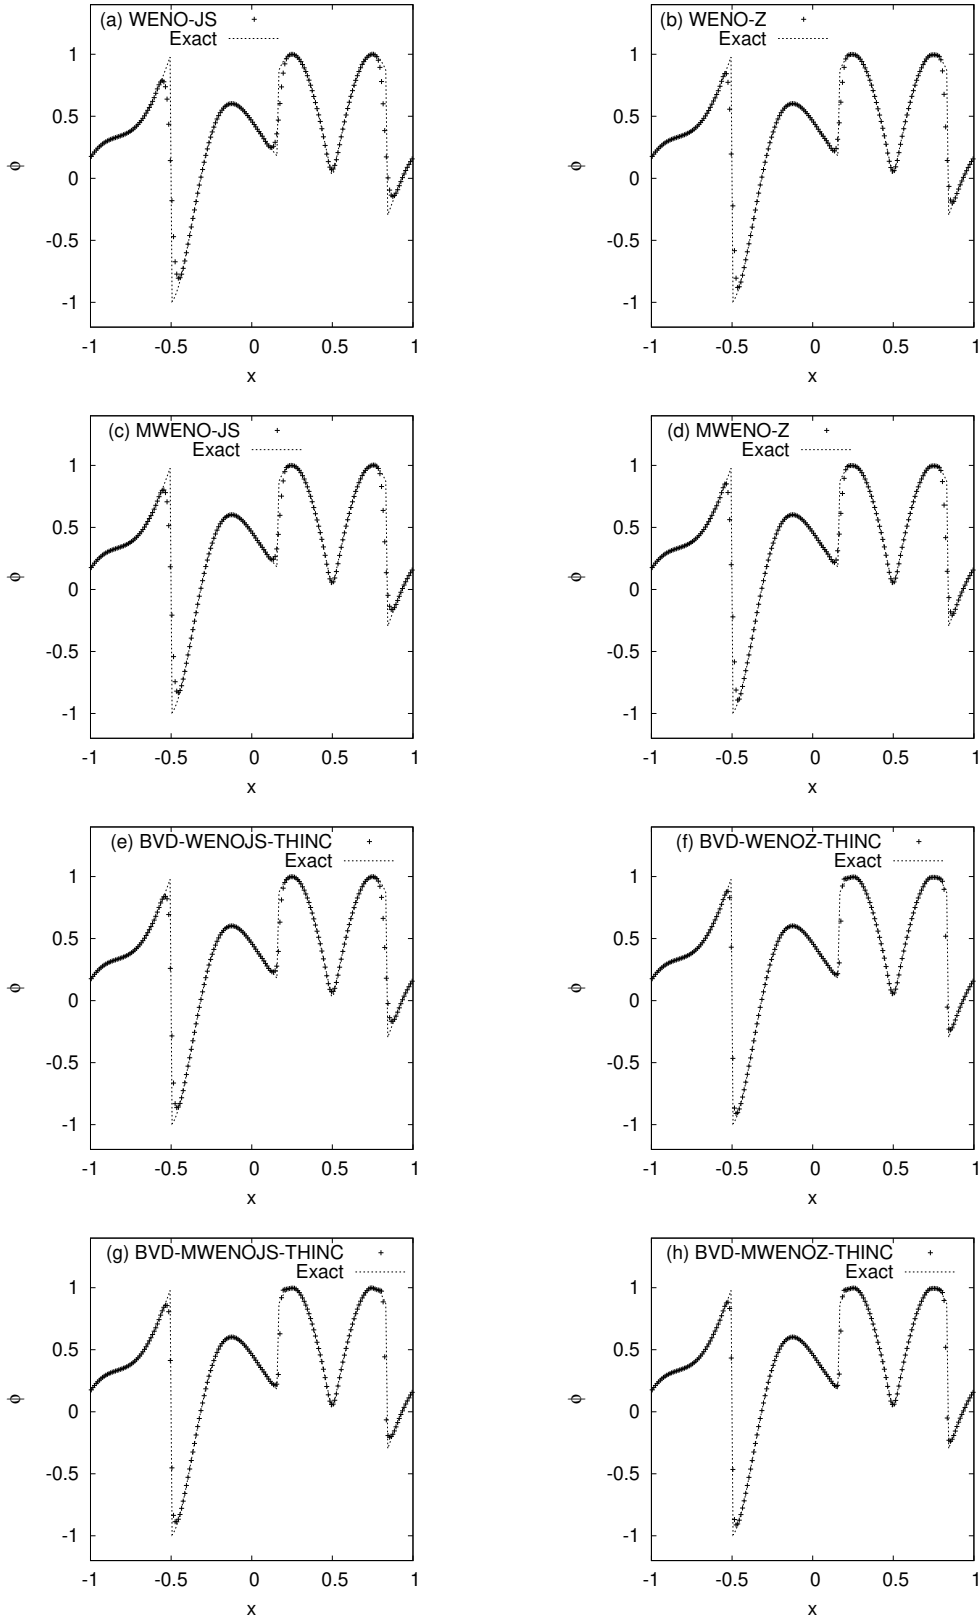 (a) WENO-JS +
Exact
1
0.5
ϕ
0
-0.5
-1
-1 -0.5 0 0.5 1
x
(b) WENO-Z +
Exact
1
0.5
ϕ
0
-0.5
-1
-1 -0.5 0 0.5 1
x
(c) MWENO-JS +
Exact
1
0.5
ϕ
0
-0.5
-1
-1 -0.5 0 0.5 1
x
(d) MWENO-Z +
Exact
1
0.5
ϕ
0
-0.5
-1
-1 -0.5 0 0.5 1
x
(e) BVD-WENOJS-THINC +
Exact
1
0.5
ϕ
0
-0.5
-1
-1 -0.5 0 0.5 1
x
(f) BVD-WENOZ-THINC +
Exact
1
0.5
ϕ
0
-0.5
-1
-1 -0.5 0 0.5 1
x
(g) BVD-MWENOJS-THINC +
Exact
1
0.5
ϕ
0
-0.5
-1
-1 -0.5 0 0.5 1
x
(h) BVD-MWENOZ-THINC +
Exact
1
0.5
ϕ
0
-0.5
-1
-1 -0.5 0 0.5 1
x